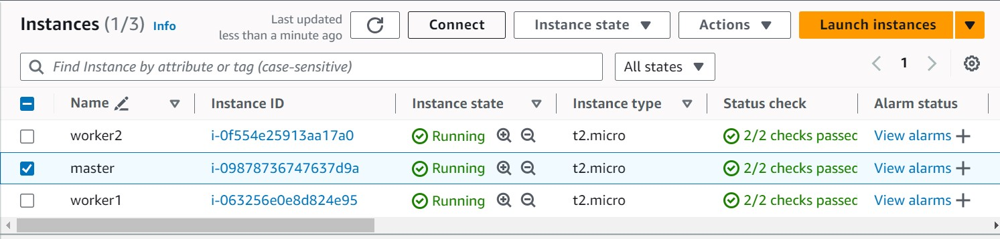 Instances (1/3) Info
Last updated
less than a minute ago
Connect
Instance state
Actions
Launch instances
Find Instance by attribute or tag (case-sensitive)
All states
1
Name Instance ID Instance state Instance type Status check Alarm status
worker2 i-0f554e25913aa17a0 Running t2.micro 2/2 checks passed View alarms
master i-09878736747637d9a Running t2.micro 2/2 checks passed View alarms
worker1 i-063256e0e8d824e95 Running t2.micro 2/2 checks passed View alarms